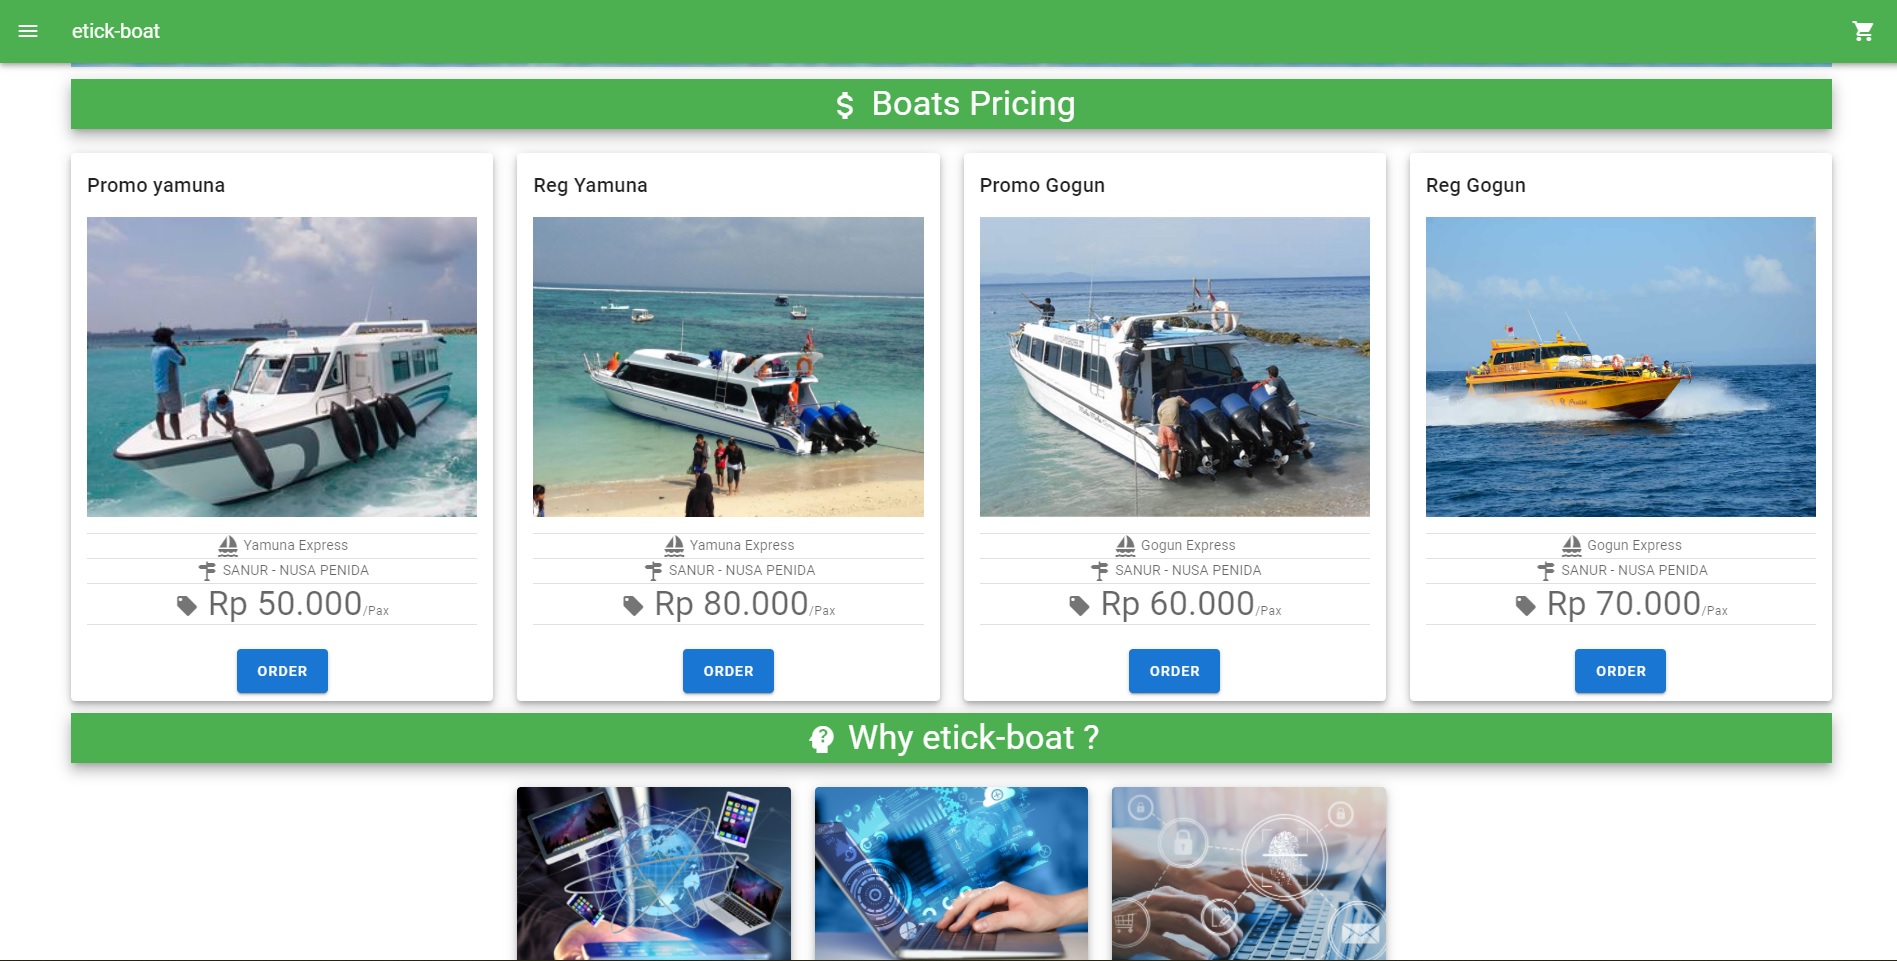 etick-boat
$ Boats Pricing
Promo yamuna
Reg Yamuna
Promo Gogun
Reg Gogun
Yamuna Express
Yamuna Express
Gogun Express
Gogun Express
SANUR - NUSA PENIDA
SANUR - NUSA PENIDA
SANUR - NUSA PENIDA
SANUR - NUSA PENIDA
Rp 50.000/Pax
Rp 80.000/Pax
Rp 60.000/Pax
Rp 70.000/Pax
ORDER
ORDER
ORDER
ORDER
Why etick-boat ?